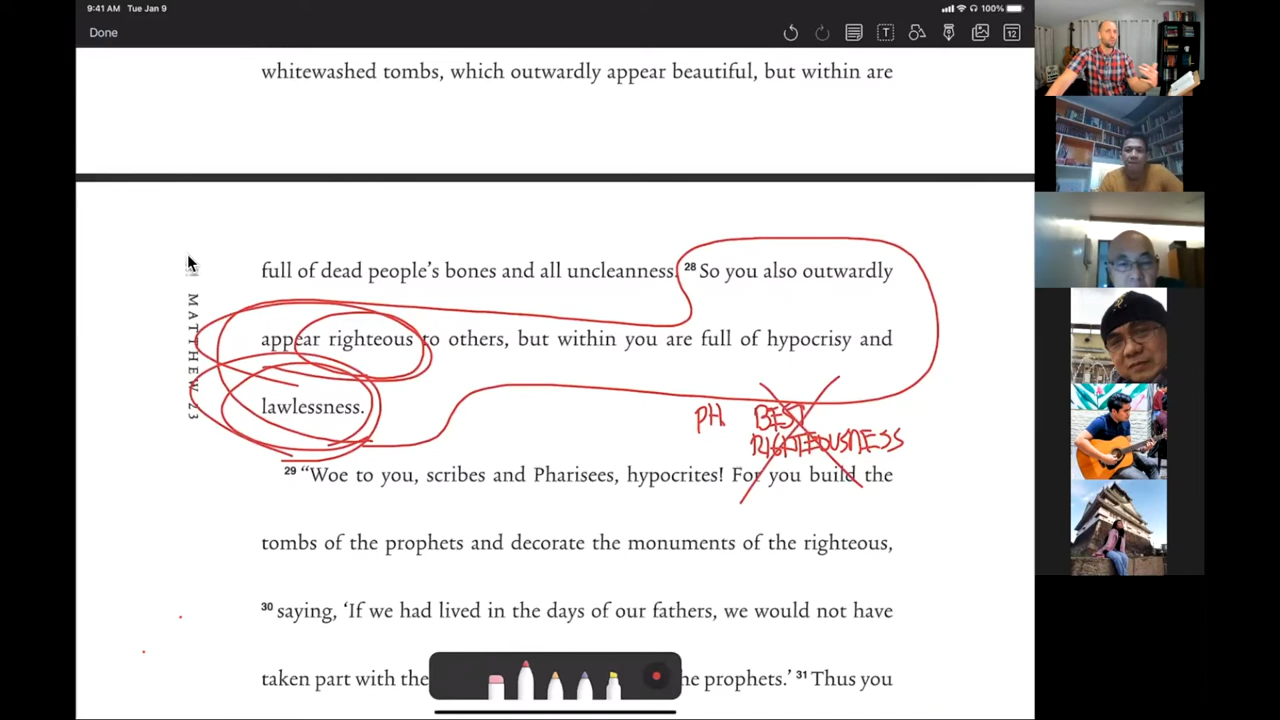 9:41 AM Tue Jan 9
100%
Done
T
12
whitewashed tombs, which outwardly appear beautiful, but within are
full of dead people's bones and all uncleanness. 28 So you also outwardly
appear righteous to others, but within you are full of hypocrisy and
lawlessness.
MATTHEW 23
PH. BEST
RIGHTEOUSNESS
29 “Woe to you, scribes and Pharisees, hypocrites! For you build the
tombs of the prophets and decorate the monuments of the righteous,
30 saying, ‘If we had lived in the days of our fathers, we would not have
taken part with the he prophets.’ 31 Thus you